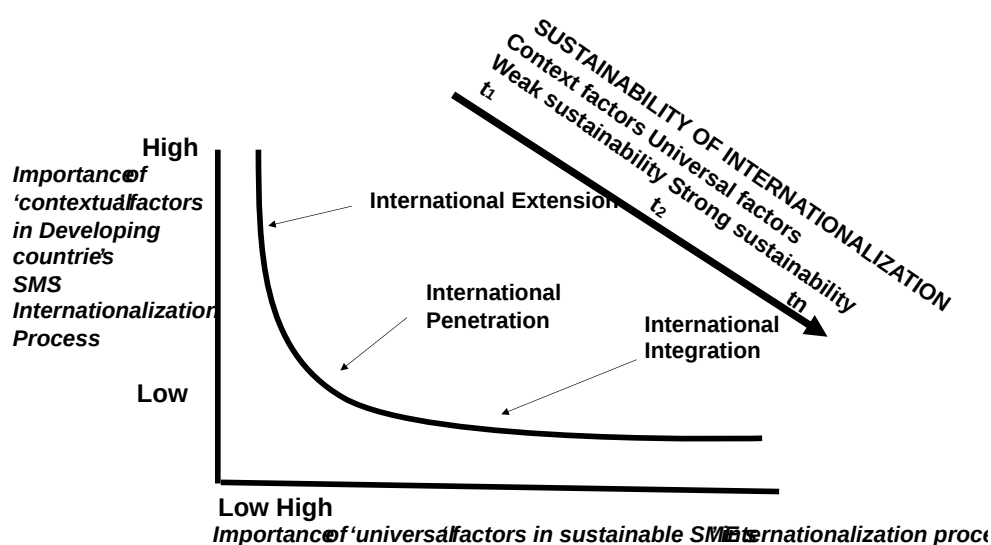 SUSTAINABILITY OF INTERNATIONALIZATION
Context factors Universal factors
Weak sustainability Strong sustainability
t1
t2
tn
High
Importance of
‘contextual’ factors
in Developing
countries’
SMS
Internationalization
Process
Low
International Extension
International
Penetration
International
Integration
Low High
Importance of ‘universal’ factors in sustainable SME’s Internationalization proce